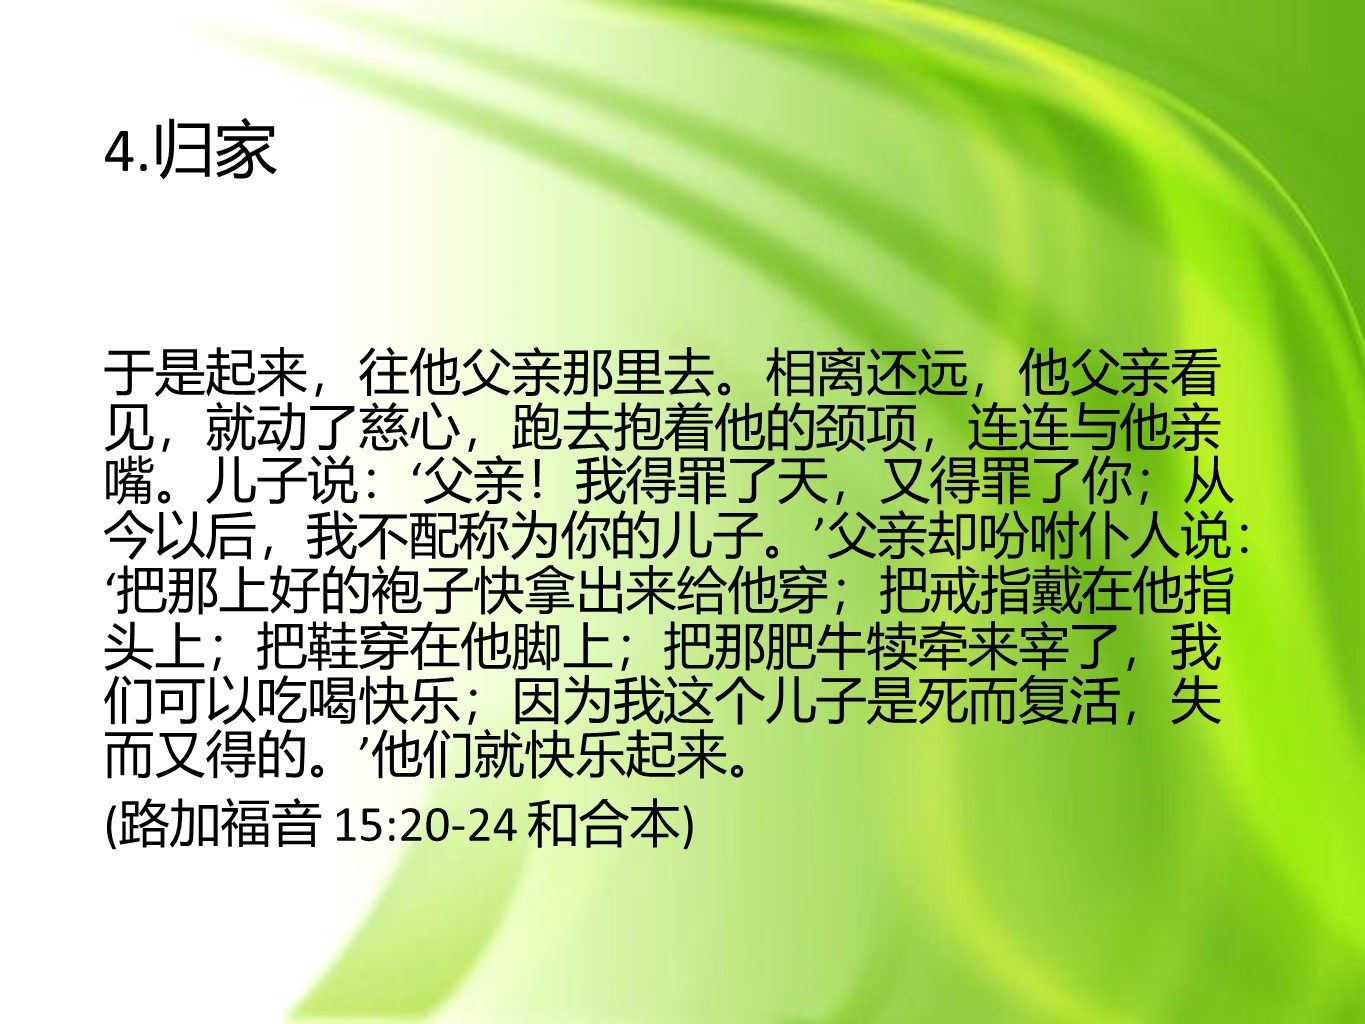 4.归家
于是起来，往他父亲那里去。相离还远，他父亲看
见，就动了慈心，跑去抱着他的颈项，连连与他亲
嘴。儿子说：‘父亲！我得罪了天，又得罪了你；从
今以后，我不配称为你的儿子。’父亲却吩咐仆人说：
‘把那上好的袍子快拿出来给他穿；把戒指戴在他指
头上；把鞋穿在他脚上；把那肥牛犊牵来宰了，我
们可以吃喝快乐；因为我这个儿子是死而复活，失
而又得的。’他们就快乐起来。
(路加福音 15:20-24 和合本)